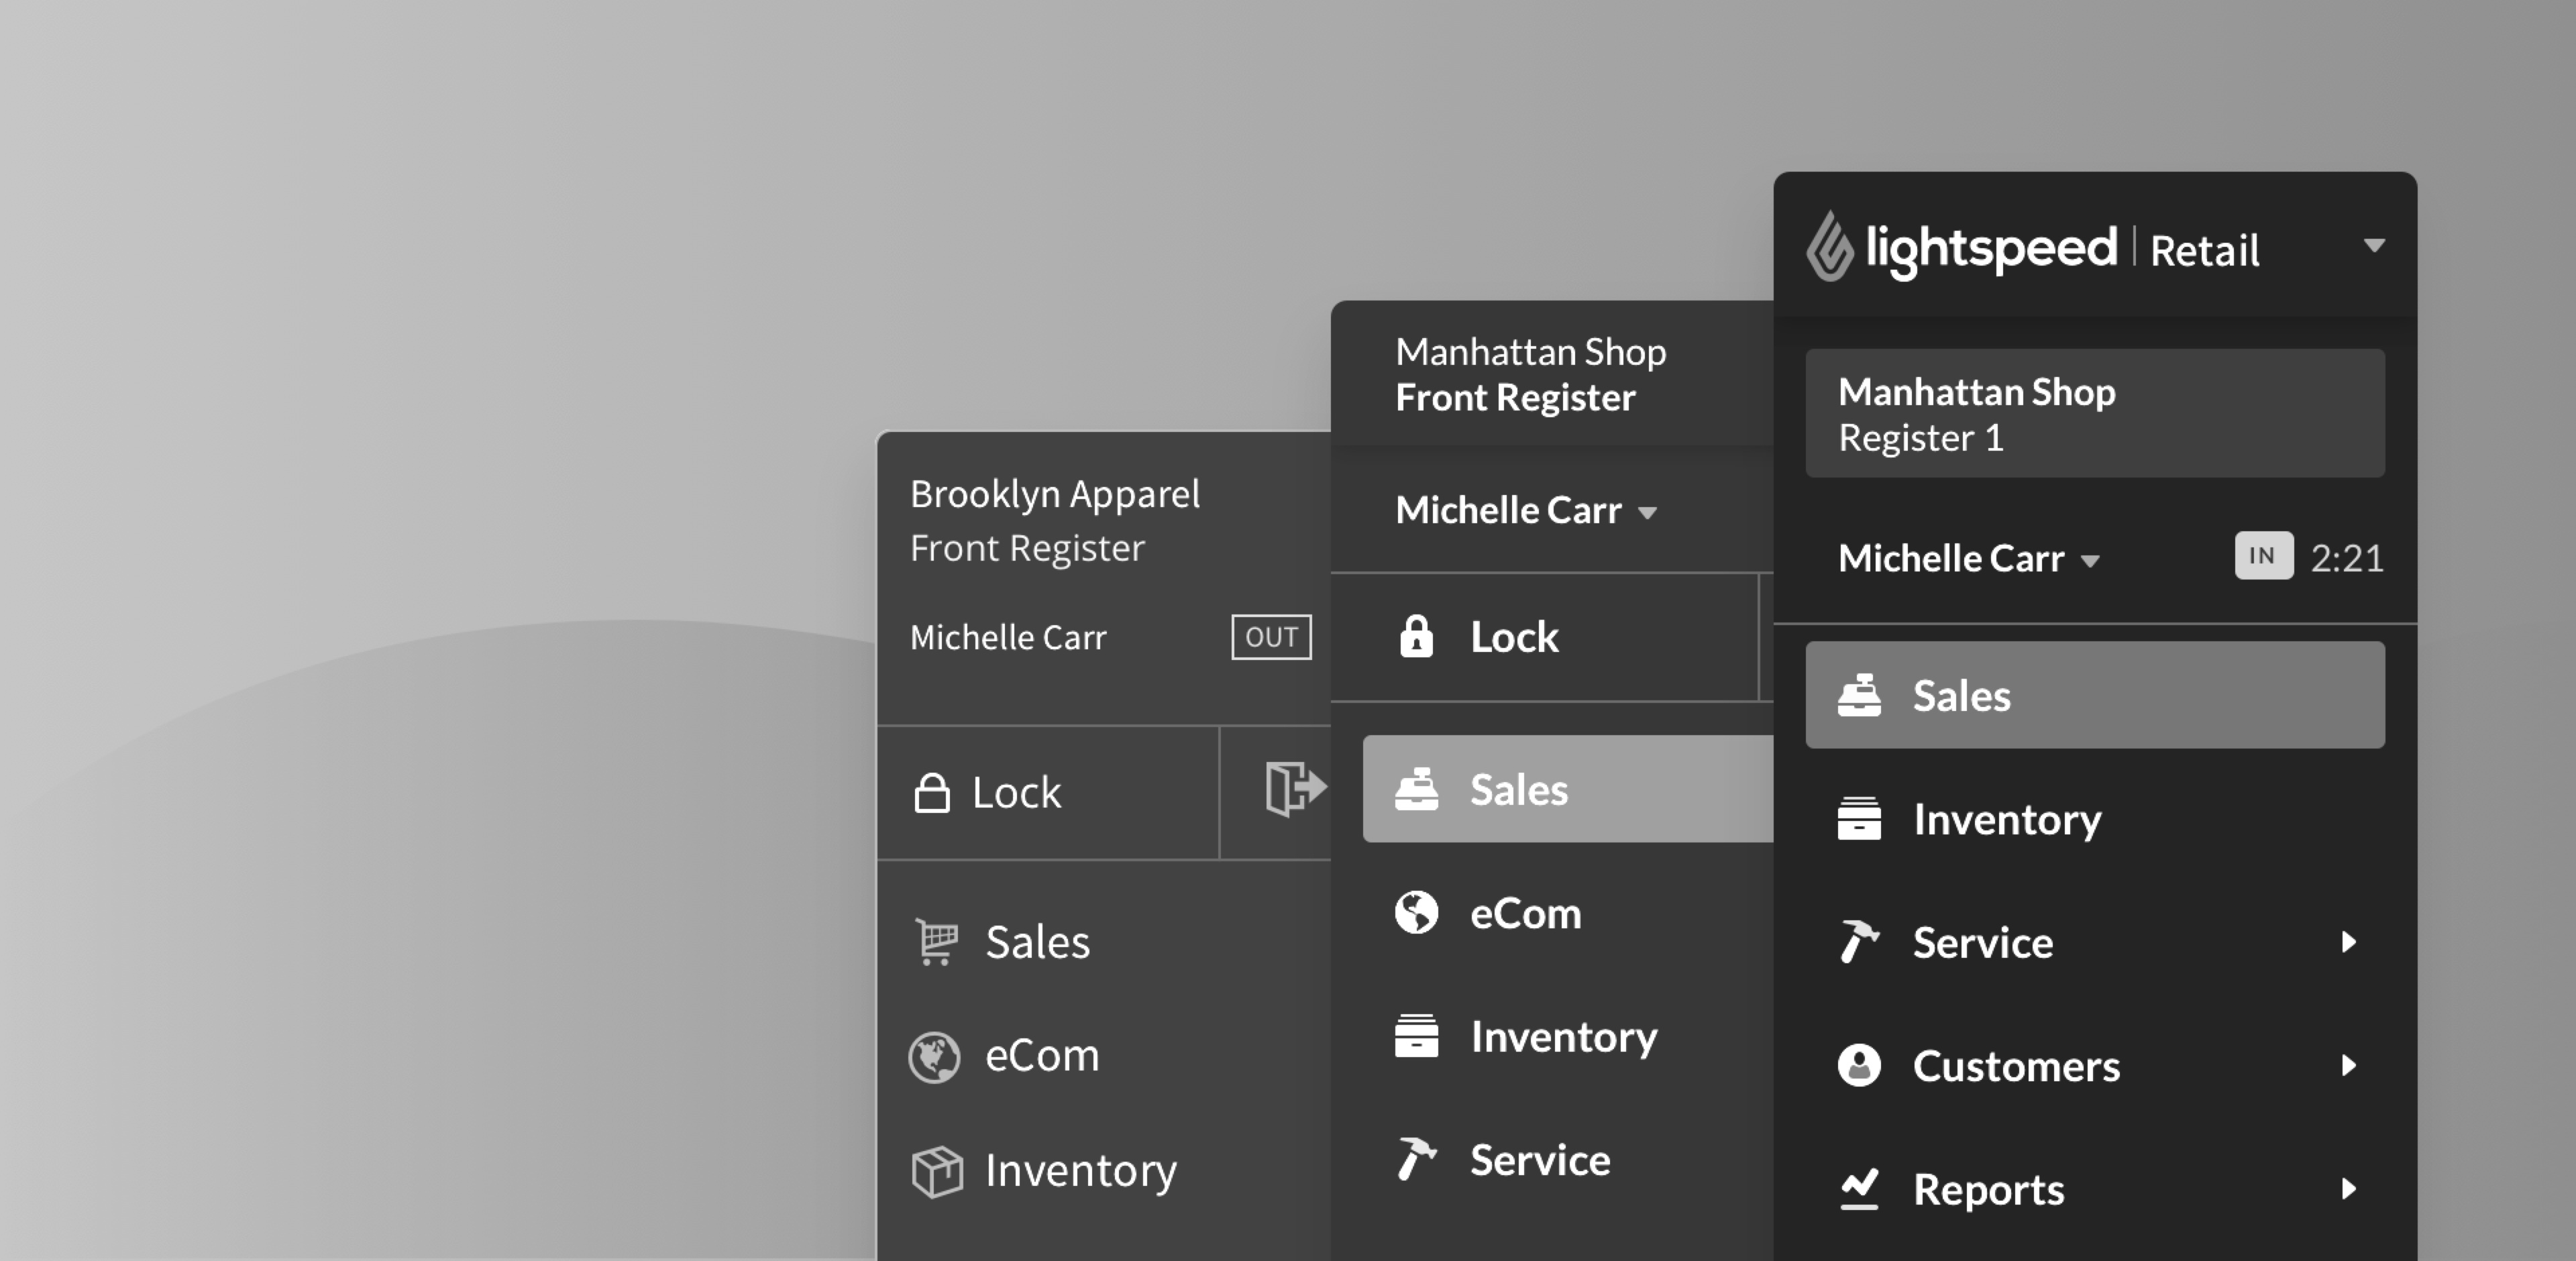 Brooklyn Apparel
Front Register
Michelle Carr OUT
Lock
Sales
eCom
Inventory
Manhattan Shop
Front Register
Michelle Carr
Lock
Sales
eCom
Inventory
Service
lightspeed | Retail
Manhattan Shop
Register 1
Michelle Carr IN 2:21
Sales
Inventory
Service
Customers
Reports